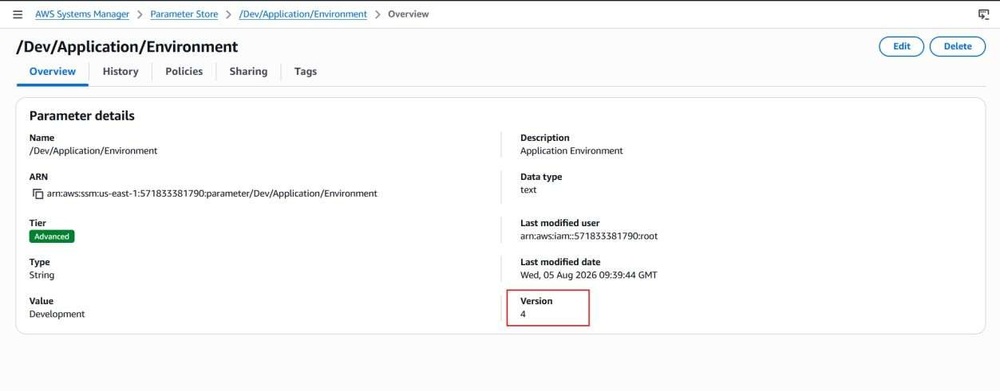 AWS Systems Manager > Parameter Store > /Dev/Application/Environment > Overview
/Dev/Application/Environment
Edit
Delete
Overview
History
Policies
Sharing
Tags
Parameter details
Name
/Dev/Application/Environment
Description
Application Environment
ARN
arn:aws:ssm:us-east-1:571833381790:parameter/Dev/Application/Environment
Data type
text
Tier
Advanced
Last modified user
arn:aws:iam::571833381790:root
Type
String
Last modified date
Wed, 05 Aug 2026 09:39:44 GMT
Value
Development
Version
4